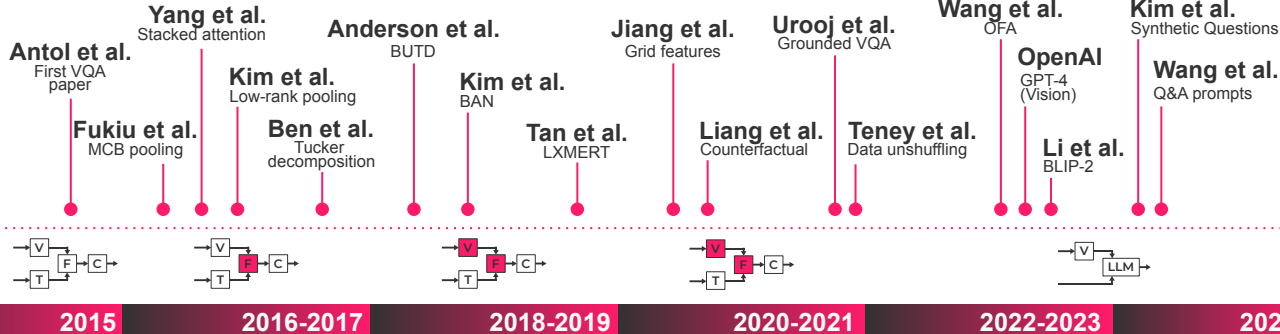 Antol et al.
First VQA
paper
Fukiu et al.
MCB pooling
Yang et al.
Stacked attention
Kim et al.
Low-rank pooling
Ben et al.
Tucker
decomposition
Anderson et al.
BUTD
Kim et al.
BAN
Tan et al.
LXMERT
Jiang et al.
Grid features
Liang et al.
Counterfactual
Urooj et al.
Grounded VQA
Teney et al.
Data unshuffling
Wang et al.
OFA
OpenAI
GPT-4
(Vision)
Li et al.
BLIP-2
Kim et al.
Synthetic Questions
Wang et al.
Q&A prompts
V
F
C
T
V
F
C
T
V
F
C
T
V
F
C
T
V
LLM
2015
2016-2017
2018-2019
2020-2021
2022-2023